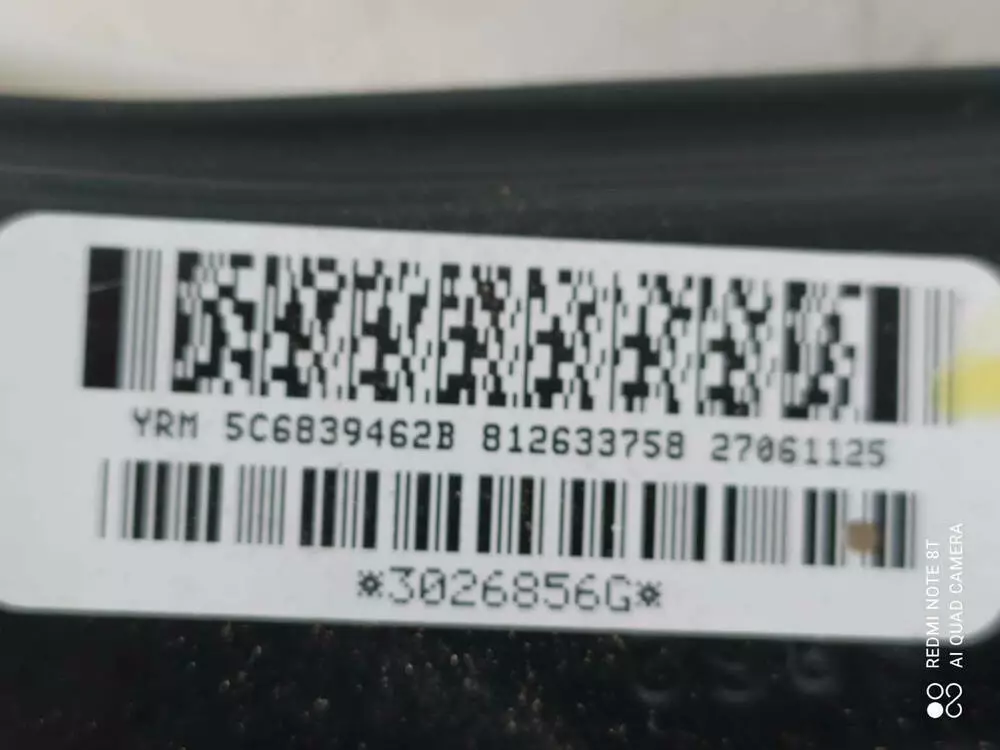 YRM 5C6839462B 812633758 27061125
*3026856G*
REDMI NOTE 8T
AI QUAD CAMERA